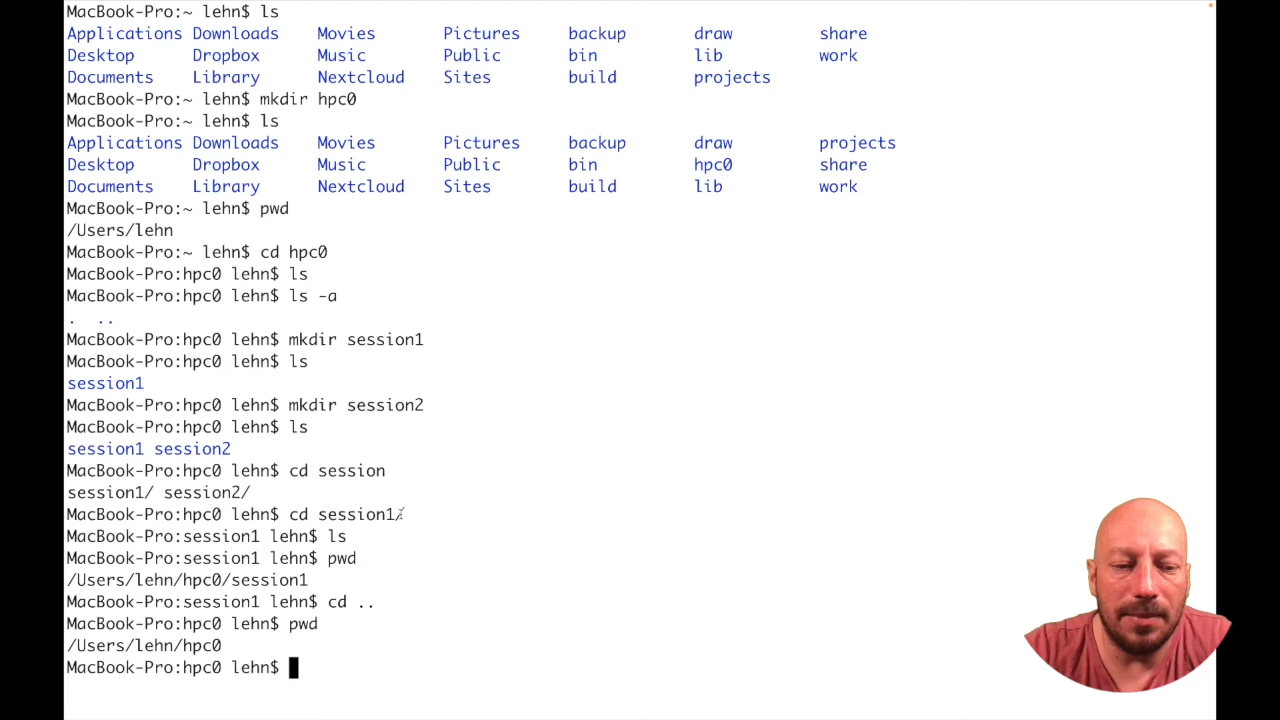 MacBook-Pro:~ lehn$ ls
Applications Downloads Movies Pictures backup draw share
Desktop Dropbox Music Public bin lib work
Documents Library Nextcloud Sites build projects
MacBook-Pro:~ lehn$ mkdir hpc0
MacBook-Pro:~ lehn$ ls
Applications Downloads Movies Pictures backup draw projects
Desktop Dropbox Music Public bin hpc0 share
Documents Library Nextcloud Sites build lib work
MacBook-Pro:~ lehn$ pwd
/Users/lehn
MacBook-Pro:~ lehn$ cd hpc0
MacBook-Pro:hpc0 lehn$ ls
MacBook-Pro:hpc0 lehn$ ls -a
. ..
MacBook-Pro:hpc0 lehn$ mkdir session1
MacBook-Pro:hpc0 lehn$ ls
session1
MacBook-Pro:hpc0 lehn$ mkdir session2
MacBook-Pro:hpc0 lehn$ ls
session1 session2
MacBook-Pro:hpc0 lehn$ cd session
session1/ session2/
MacBook-Pro:hpc0 lehn$ cd session1/
MacBook-Pro:session1 lehn$ ls
MacBook-Pro:session1 lehn$ pwd
/Users/lehn/hpc0/session1
MacBook-Pro:session1 lehn$ cd ..
MacBook-Pro:hpc0 lehn$ pwd
/Users/lehn/hpc0
MacBook-Pro:hpc0 lehn$